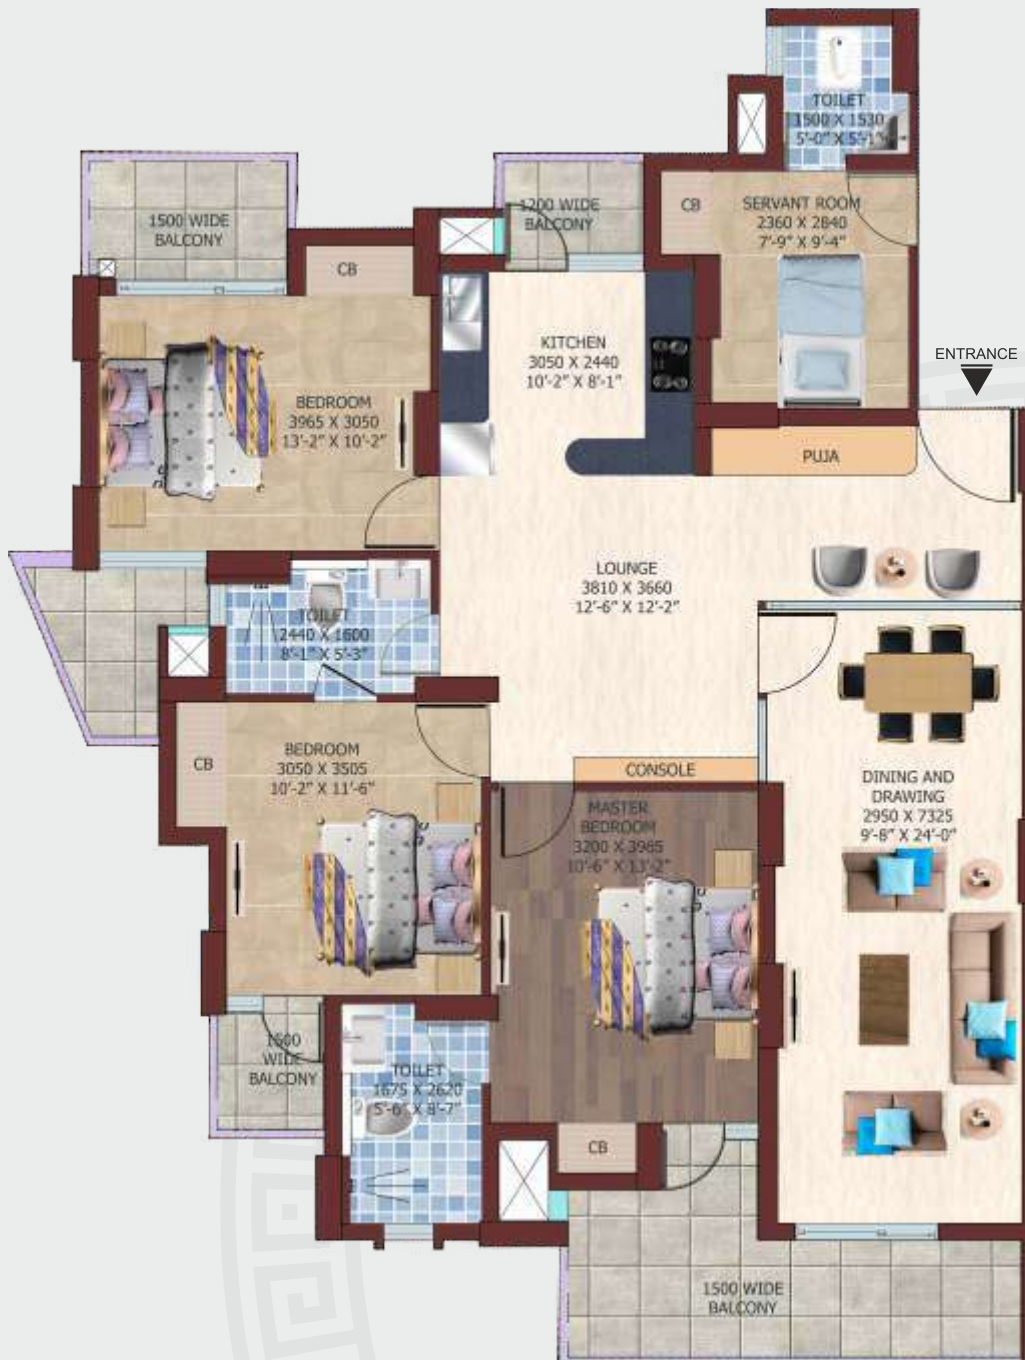 TOILET
1500 X 1530
5'-0" X 5'-1"
1500 WIDE
BALCONY
1200 WIDE
BALCONY
CB
SERVANT ROOM
2360 X 2840
7'-9" X 9'-4"
CB
KITCHEN
3050 X 2440
10'-2" X 8'-1"
ENTRANCE
BEDROOM
3965 X 3050
13'-2" X 10'-2"
PUJA
LOUNGE
3810 X 3660
12'-6" X 12'-2"
TOILET
2440 X 1600
8'-1" X 5'-3"
CB
BEDROOM
3050 X 3505
10'-2" X 11'-6"
CONSOLE
MASTER
BEDROOM
3200 X 3965
10'-6" X 13'-2"
DINING AND
DRAWING
2950 X 7325
9'-8" X 24'-0"
1500
WIDE
BALCONY
TOILET
1675 X 2620
5'-6" X 8'-7"
CB
1500 WIDE
BALCONY